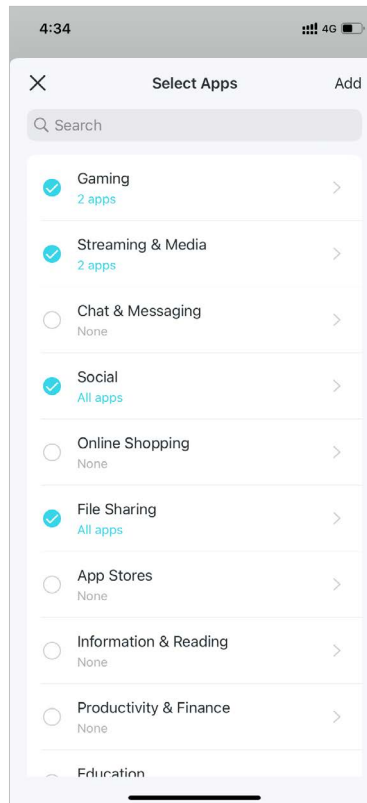 4:34
4G
Select Apps
Add
Search
Gaming
2 apps
Streaming & Media
2 apps
Chat & Messaging
None
Social
All apps
Online Shopping
None
File Sharing
All apps
App Stores
None
Information & Reading
None
Productivity & Finance
None
Education